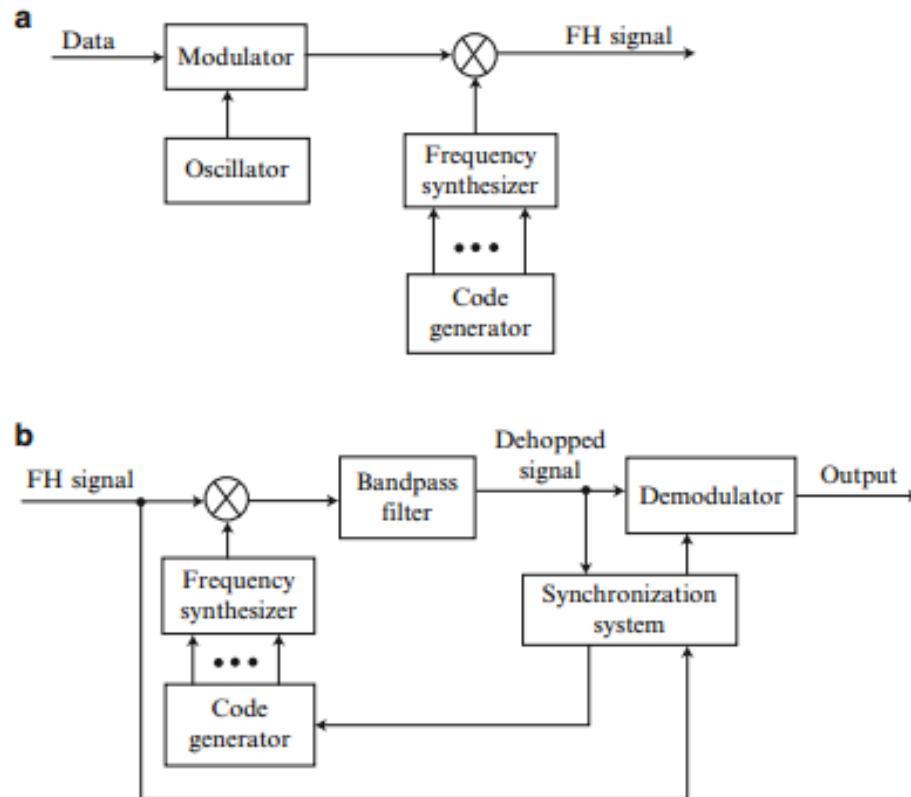 a
Data
Modulator
FH signal
Oscillator
Frequency
synthesizer
Code
generator
b
FH signal
Bandpass
filter
Dehopped
signal
Demodulator
Output
Frequency
synthesizer
Synchronization
system
Code
generator